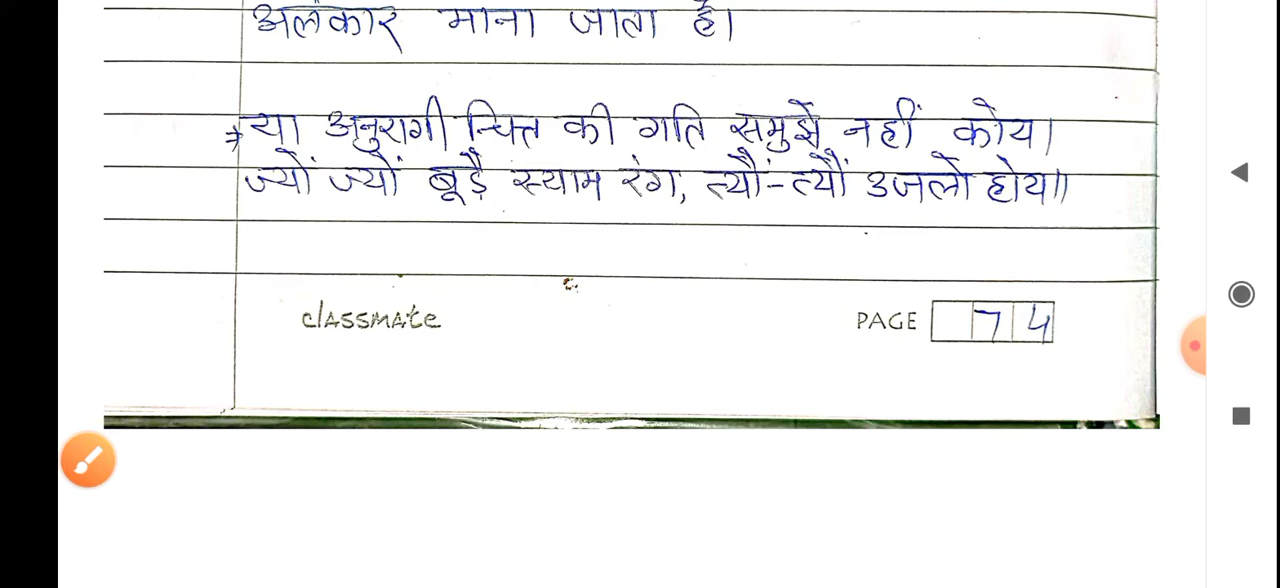 अलंकार माना जाता है।
→ या अनुरागी चित्त की गति समुझै नहीं कोय।
ज्यों ज्यों बूड़ै स्याम रंग, त्यौं-त्यौं उजलो होय॥
classmate
PAGE 74